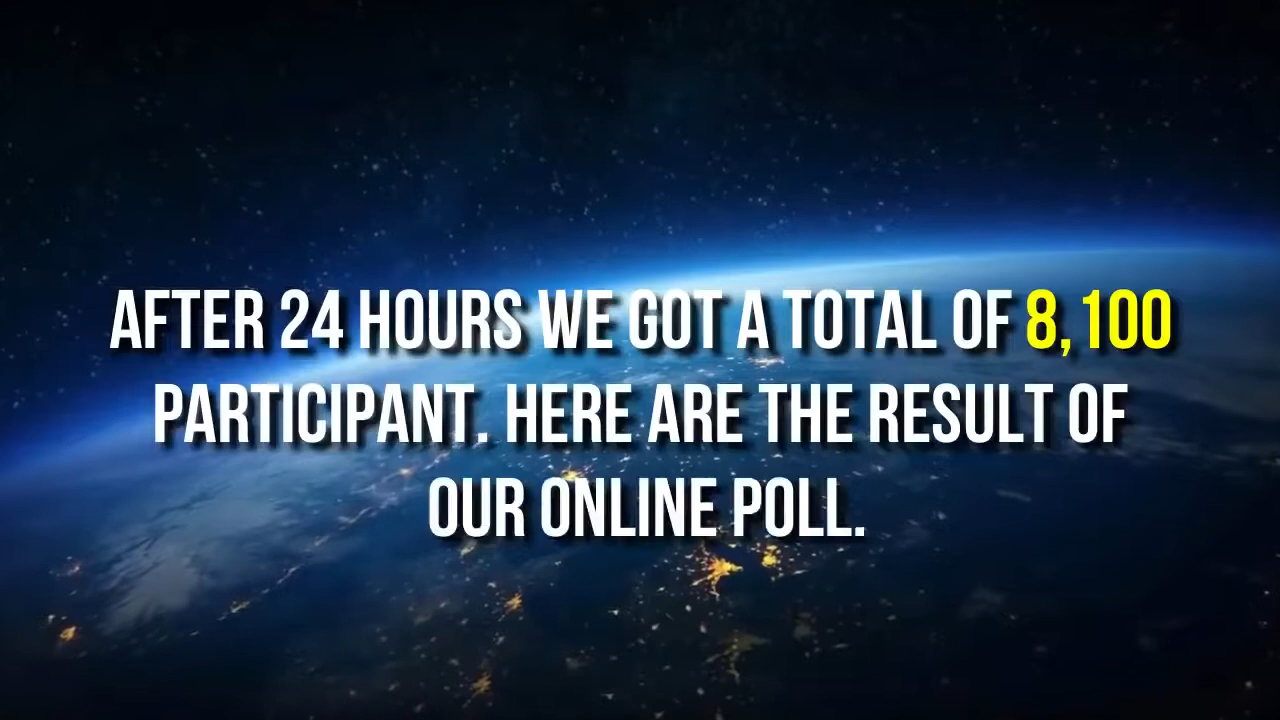 AFTER 24 HOURS WE GOT A TOTAL OF 8,100
PARTICIPANT. HERE ARE THE RESULT OF
OUR ONLINE POLL.